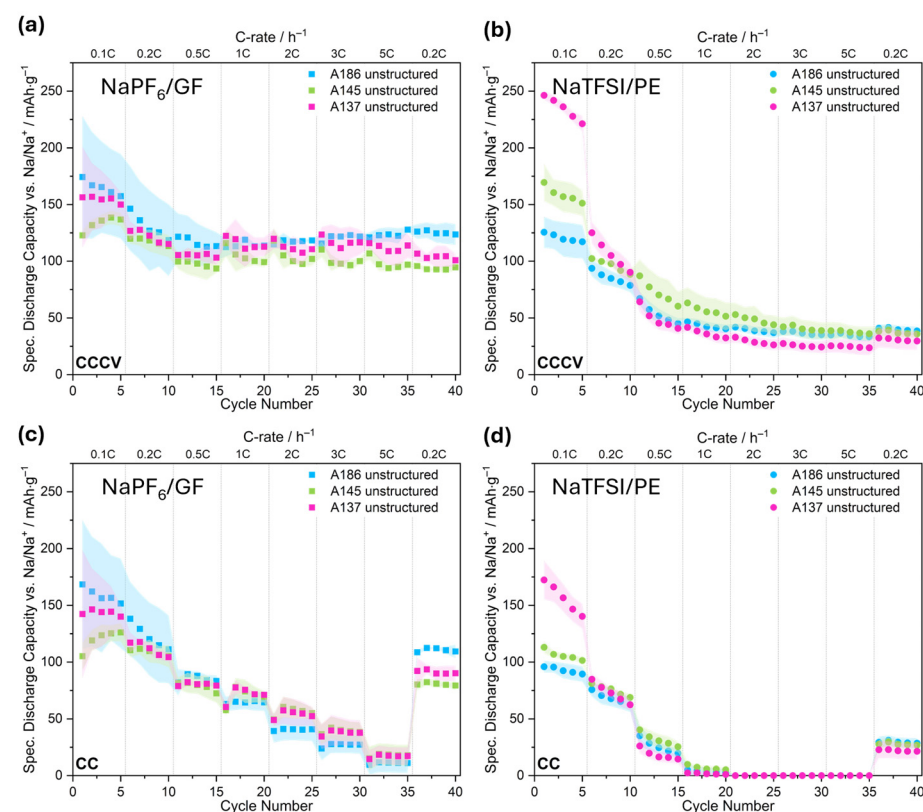 (a)
C-rate / h⁻¹
0.1C 0.2C 0.5C 1C 2C 3C 5C 0.2C
NaPF₆/GF
A186 unstructured
A145 unstructured
A137 unstructured
Spec. Discharge Capacity vs. Na/Na⁺ / mAh·g⁻¹
250
200
150
100
50
0
CCCV
0 5 10 15 20 25 30 35 40
Cycle Number
(b)
C-rate / h⁻¹
0.1C 0.2C 0.5C 1C 2C 3C 5C 0.2C
NaTFSI/PE
A186 unstructured
A145 unstructured
A137 unstructured
Spec. Discharge Capacity vs. Na/Na⁺ / mAh·g⁻¹
250
200
150
100
50
0
CCCV
0 5 10 15 20 25 30 35 40
Cycle Number
(c)
C-rate / h⁻¹
0.1C 0.2C 0.5C 1C 2C 3C 5C 0.2C
NaPF₆/GF
A186 unstructured
A145 unstructured
A137 unstructured
Spec. Discharge Capacity vs. Na/Na⁺ / mAh·g⁻¹
250
200
150
100
50
0
CC
0 5 10 15 20 25 30 35 40
Cycle Number
(d)
C-rate / h⁻¹
0.1C 0.2C 0.5C 1C 2C 3C 5C 0.2C
NaTFSI/PE
A186 unstructured
A145 unstructured
A137 unstructured
Spec. Discharge Capacity vs. Na/Na⁺ / mAh·g⁻¹
250
200
150
100
50
0
CC
0 5 10 15 20 25 30 35 40
Cycle Number